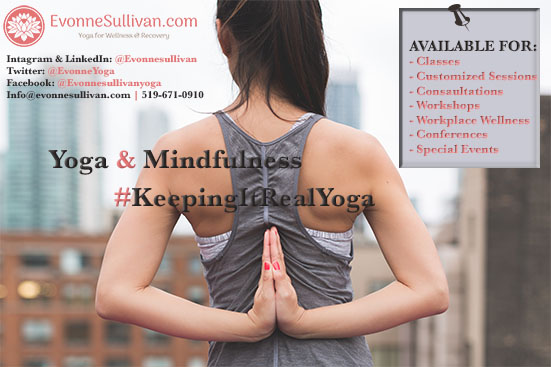 EvonneSullivan.com
Yoga for Wellness & Recovery
Intagram & LinkedIn: @Evonnesullivan
Twitter: @EvonneYoga
Facebook: @Evonnesullivanyoga
Info@evonnesullivan.com | 519-671-0910
AVAILABLE FOR:
- Classes
- Customized Sessions
- Consaultations
- Workshops
- Workplace Wellness
- Conferences
- Special Events
Yoga & Mindfulness
#KeepingItRealYoga